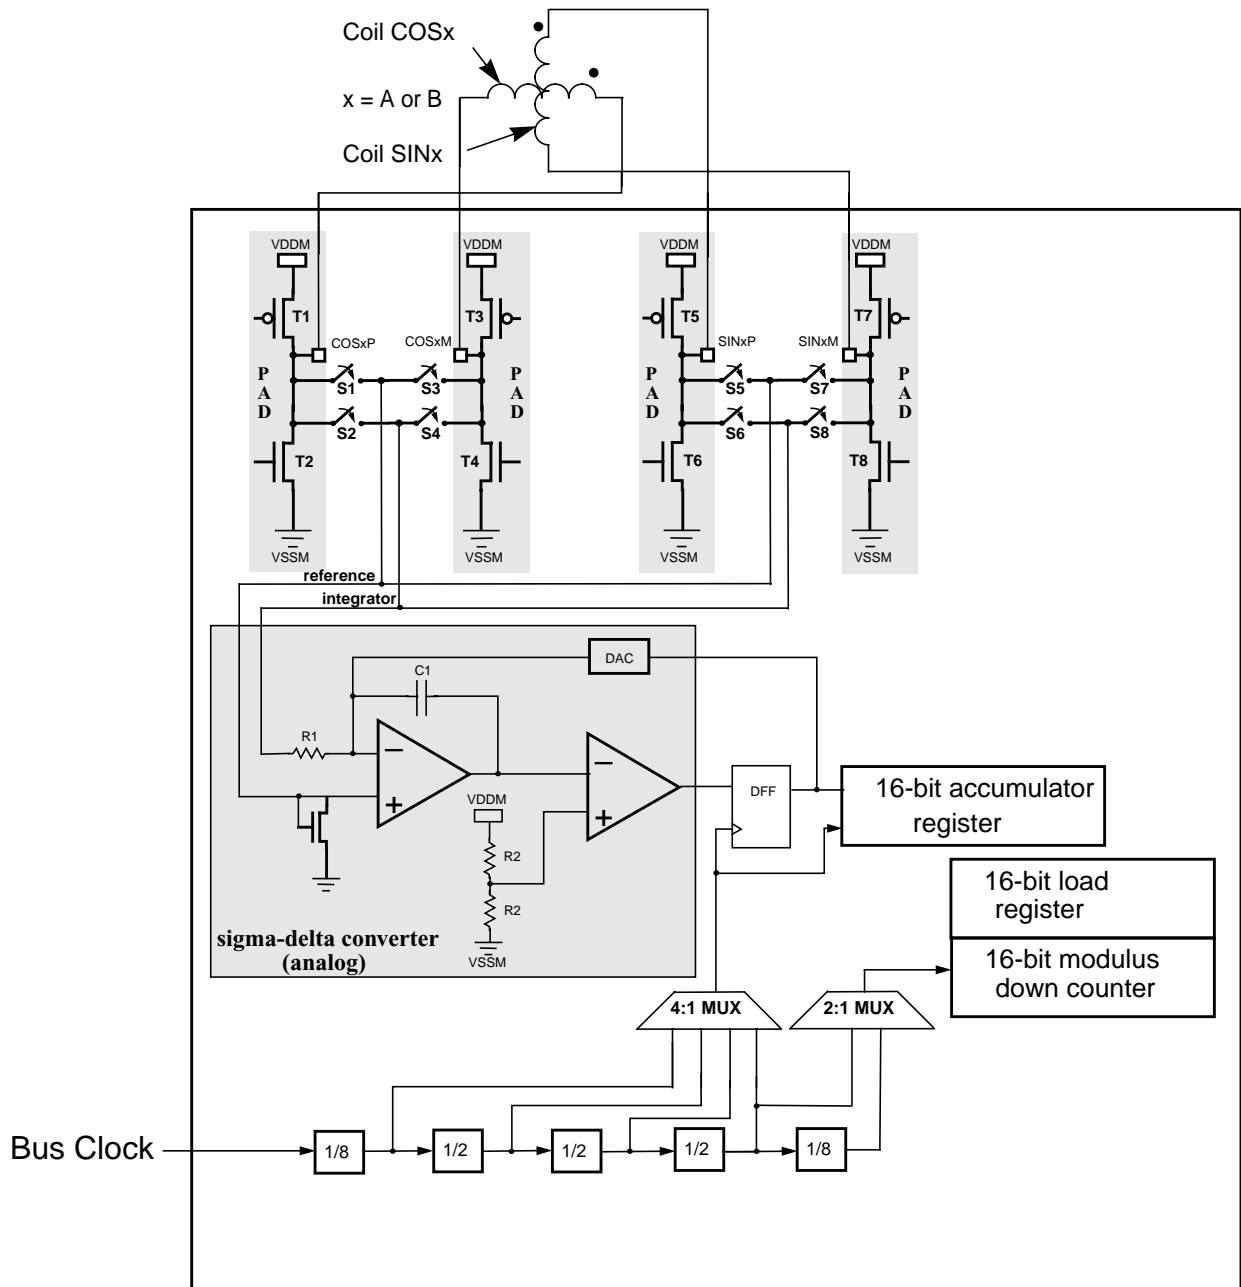 Coil COSx
x = A or B
Coil SINx
VDDM
VDDM
VDDM
VDDM
T1
T3
T5
T7
COSxP
COSxM
SINxP
SINxM
P
A
D
S1
S3
P
A
D
P
A
D
S5
S7
P
A
D
S2
S4
S6
S8
T2
T4
T6
T8
VSSM
VSSM
VSSM
VSSM
reference
integrator
DAC
C1
R1
VDDM
DFF
16-bit accumulator
register
R2
R2
16-bit load
register
sigma-delta converter
(analog)
VSSM
16-bit modulus
down counter
4:1 MUX
2:1 MUX
Bus Clock
1/8
1/2
1/2
1/2
1/8